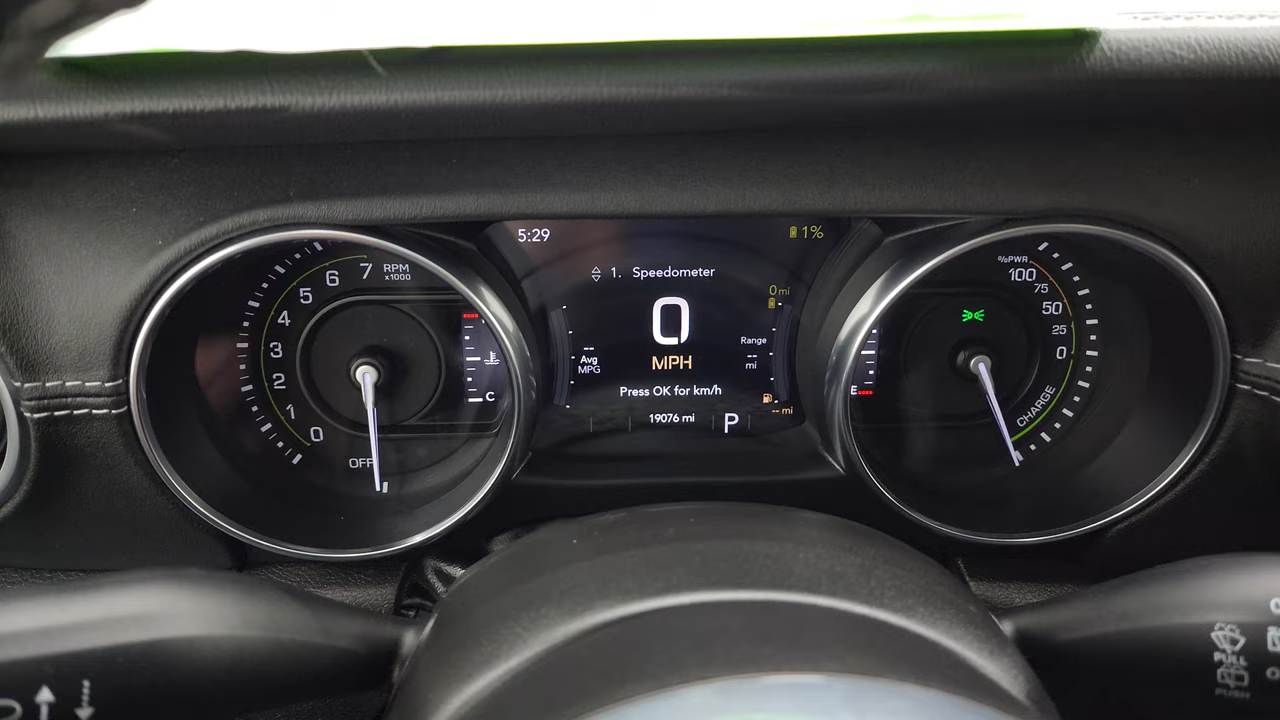 5:29
1%
1. Speedometer
0 mi
0
MPH
--
Avg
MPG
Range
--
mi
Press OK for km/h
-- mi
19076 mi
P
7
6
5
4
3
2
1
0
OFF
RPM
x1000
C
%PWR
100
75
50
25
0
CHARGE
E
PULL
PUSH